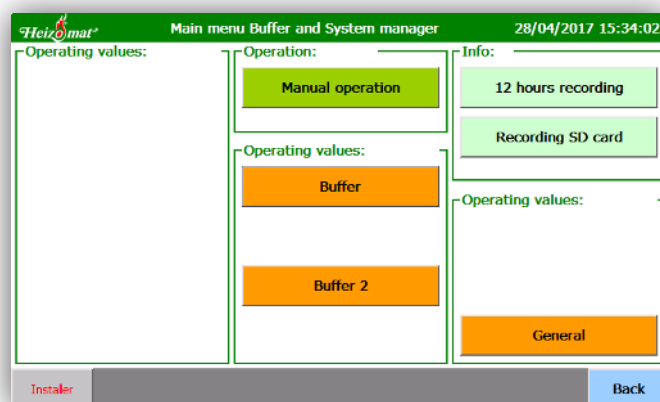 Heizomat Main menu Buffer and System manager 28/04/2017 15:34:02
Operating values:
Operation:
Manual operation
Operating values:
Buffer
Buffer 2
Info:
12 hours recording
Recording SD card
Operating values:
General
Instaler Back